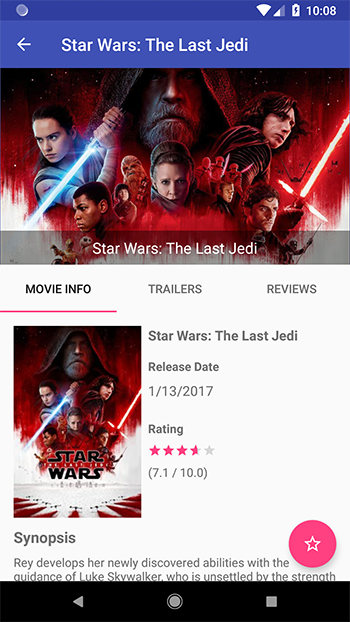 10:08
Star Wars: The Last Jedi
Star Wars: The Last Jedi
MOVIE INFO
TRAILERS
REVIEWS
Star Wars: The Last Jedi
Release Date
1/13/2017
Rating
(7.1 / 10.0)
STAR
THE LAST JEDI
WARS
Synopsis
Rey develops her newly discovered abilities with the
guidance of Luke Skywalker, who is unsettled by the strength